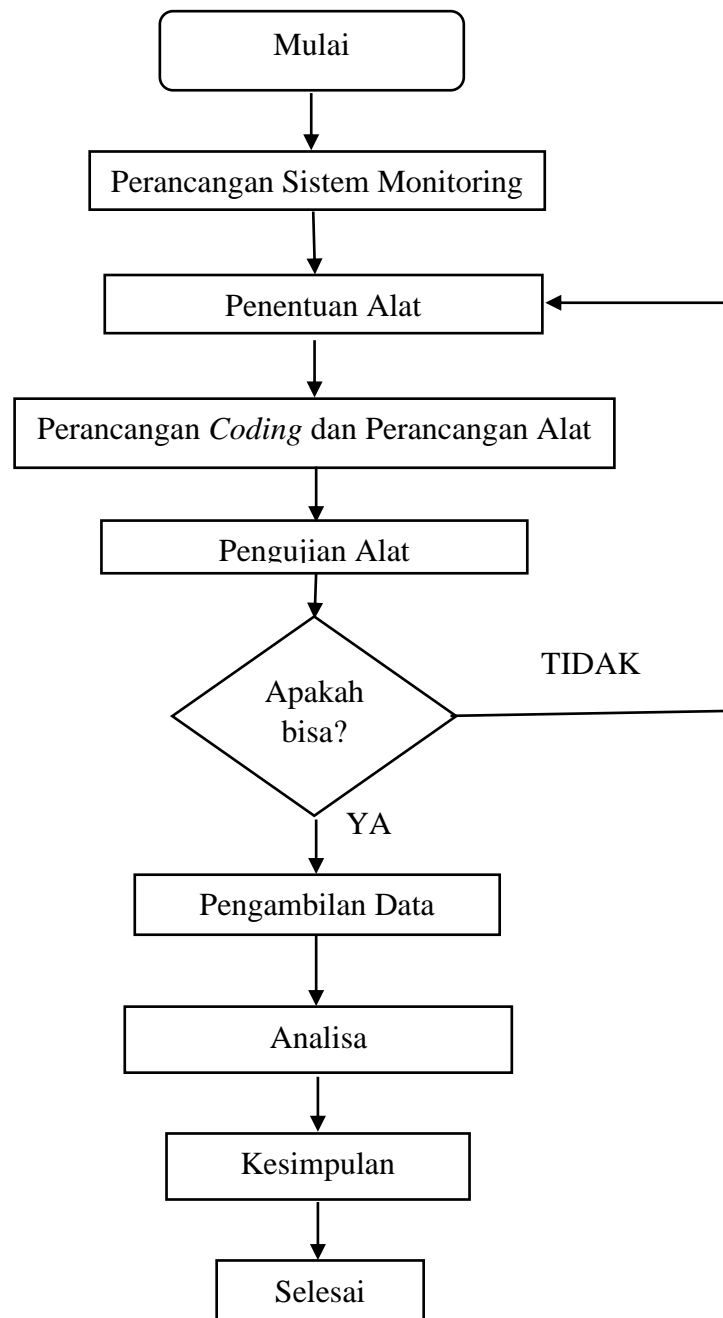 Mulai
Perancangan Sistem Monitoring
Penentuan Alat
Perancangan Coding dan Perancangan Alat
Pengujian Alat
Apakah
bisa?
TIDAK
YA
Pengambilan Data
Analisa
Kesimpulan
Selesai